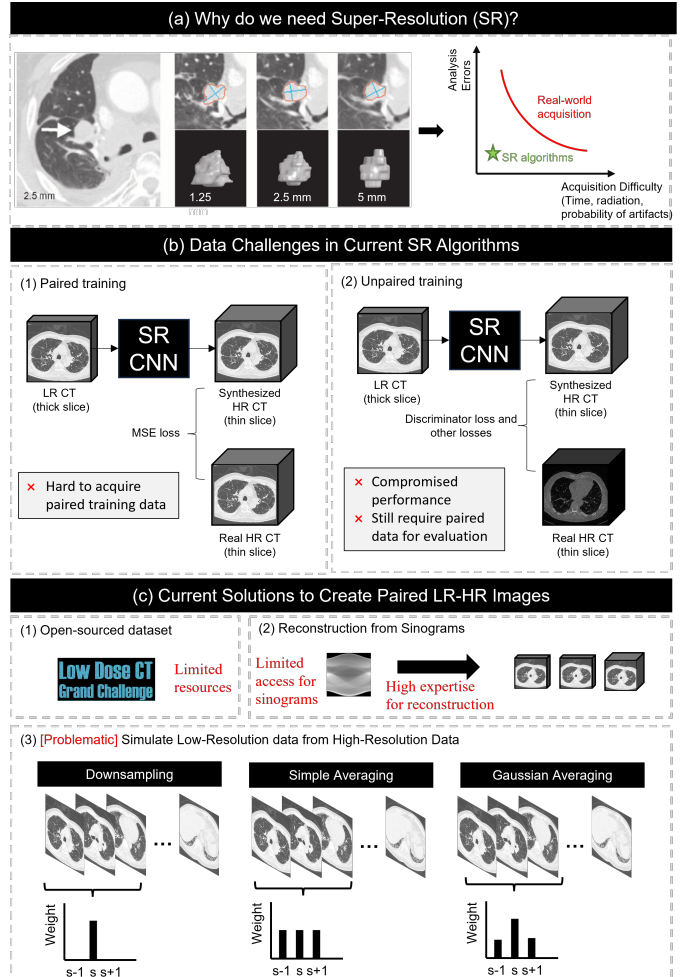 (a) Why do we need Super-Resolution (SR)?
2.5 mm
1.25
2.5 mm
5 mm
Analysis
Errors
Real-world
acquisition
SR algorithms
Acquisition Difficulty
(Time, radiation,
probability of artifacts)
(b) Data Challenges in Current SR Algorithms
(1) Paired training
SR
CNN
LR CT
(thick slice)
Synthesized
HR CT
(thin slice)
MSE loss
× Hard to acquire
paired training data
Real HR CT
(thin slice)
(2) Unpaired training
SR
CNN
LR CT
(thick slice)
Synthesized
HR CT
(thin slice)
Discriminator loss and
other losses
× Compromised
performance
× Still require paired
data for evaluation
Real HR CT
(thin slice)
(c) Current Solutions to Create Paired LR-HR Images
(1) Open-sourced dataset
Low Dose CT
Grand Challenge
Limited
resources
(2) Reconstruction from Sinograms
Limited
access for
sinograms
High expertise
for reconstruction
(3) [Problematic] Simulate Low-Resolution data from High-Resolution Data
Downsampling
Simple Averaging
Gaussian Averaging
...
...
...
Weight
s-1 s s+1
Weight
s-1 s s+1
Weight
s-1 s s+1